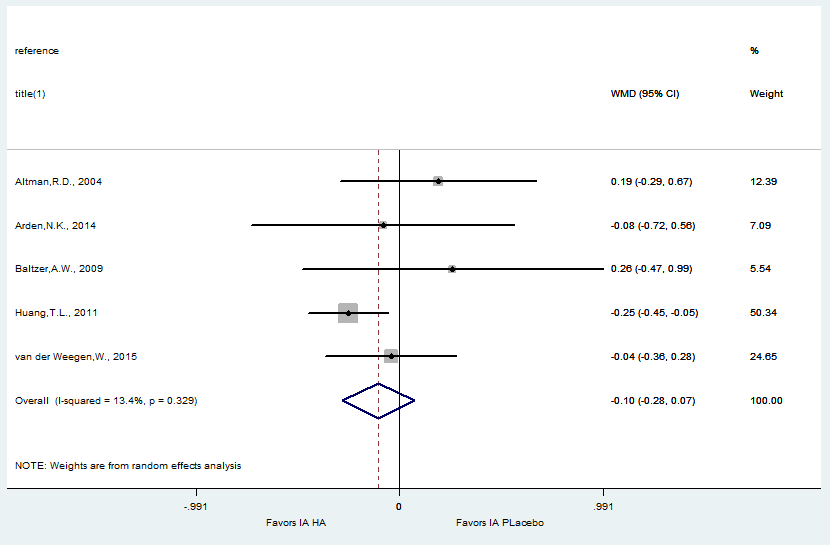 reference %
title(1) WMD (95% CI) Weight
Altman,R.D., 2004 0.19 (-0.29, 0.67) 12.39
Arden,N.K., 2014 -0.08 (-0.72, 0.56) 7.09
Baltzer,A.W., 2009 0.26 (-0.47, 0.99) 5.54
Huang,T.L., 2011 -0.25 (-0.45, -0.05) 50.34
van der Weegen,W., 2015 -0.04 (-0.36, 0.28) 24.65
Overall (I-squared = 13.4%, p = 0.329) -0.10 (-0.28, 0.07) 100.00
NOTE: Weights are from random effects analysis
-.991 0 .991
Favors IA HA Favors IA PLacebo